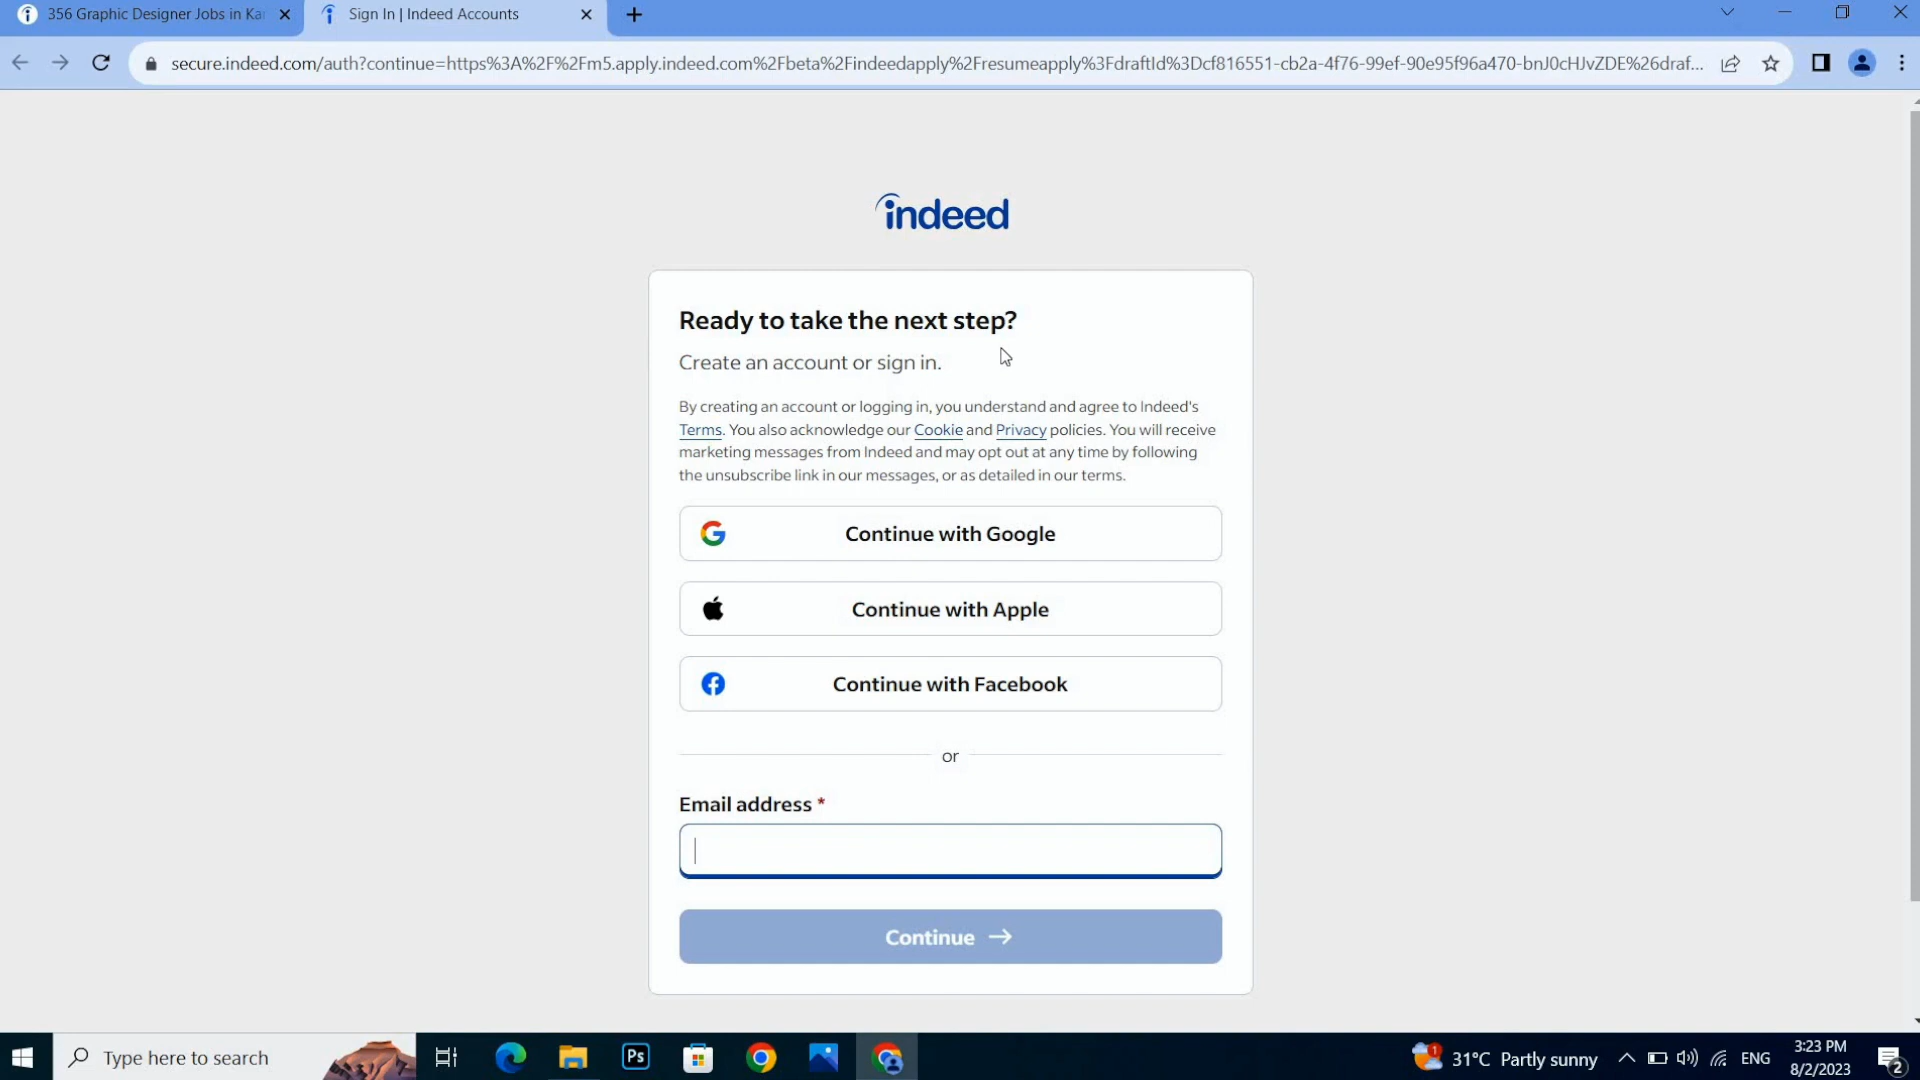 356 Graphic Designer Jobs in Ka
Sign In | Indeed Accounts
secure.indeed.com/auth?continue=https%3A%2F%2Fm5.apply.indeed.com%2Fbeta%2Findeedapply%2Fresumeapply%3FdraftId%3Dcf816551-cb2a-4f76-99ef-90e95f96a470-bnJ0cHJvZDE%26draf...
indeed
Ready to take the next step?
Create an account or sign in.
By creating an account or logging in, you understand and agree to Indeed's
Terms. You also acknowledge our Cookie and Privacy policies. You will receive
marketing messages from Indeed and may opt out at any time by following
the unsubscribe link in our messages, or as detailed in our terms.
Continue with Google
Continue with Apple
Continue with Facebook
or
Email address *
Continue →
Type here to search
Ps
1
31°C Partly sunny
ENG
3:23 PM
8/2/2023
2